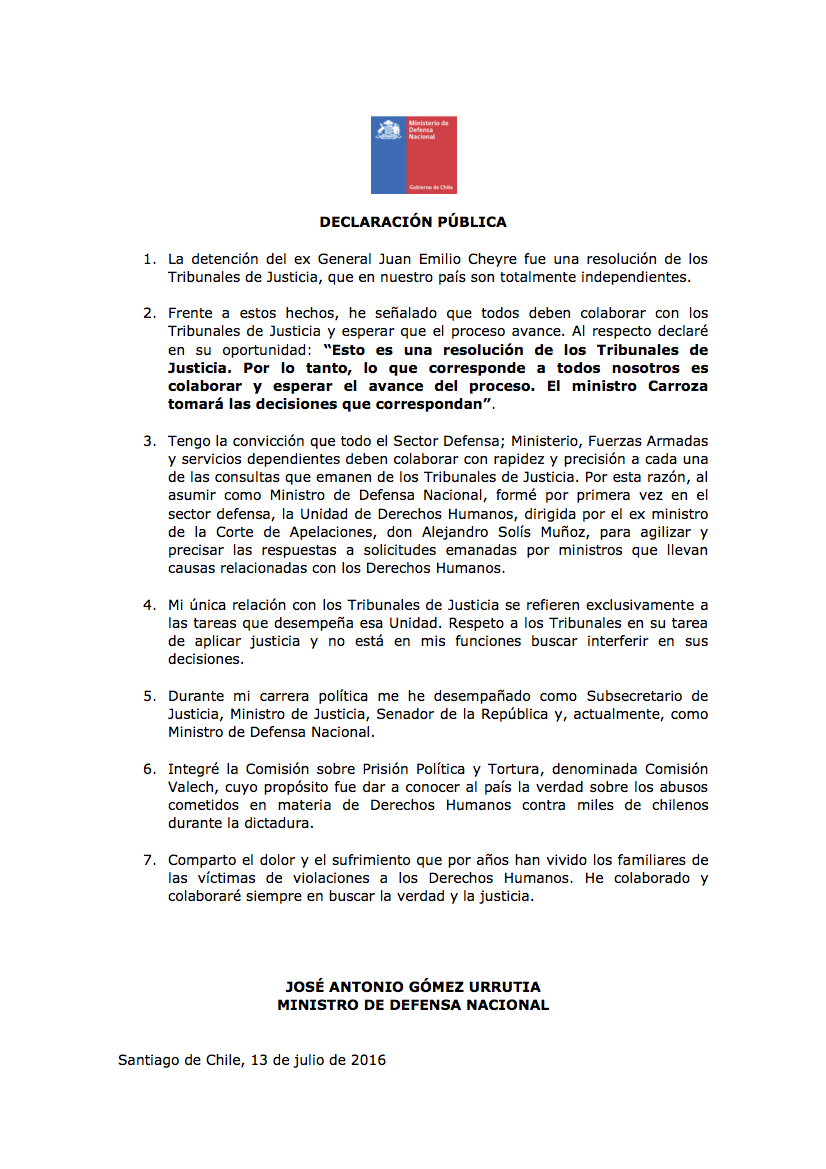 Ministerio de
Defensa
Nacional
Gobierno de Chile
DECLARACIÓN PÚBLICA
1. La detención del ex General Juan Emilio Cheyre fue una resolución de los
Tribunales de Justicia, que en nuestro país son totalmente independientes.
2. Frente a estos hechos, he señalado que todos deben colaborar con los
Tribunales de Justicia y esperar que el proceso avance. Al respecto declaré
en su oportunidad: “Esto es una resolución de los Tribunales de
Justicia. Por lo tanto, lo que corresponde a todos nosotros es
colaborar y esperar el avance del proceso. El ministro Carroza
tomará las decisiones que correspondan”.
3. Tengo la convicción que todo el Sector Defensa; Ministerio, Fuerzas Armadas
y servicios dependientes deben colaborar con rapidez y precisión a cada una
de las consultas que emanen de los Tribunales de Justicia. Por esta razón, al
asumir como Ministro de Defensa Nacional, formé por primera vez en el
sector defensa, la Unidad de Derechos Humanos, dirigida por el ex ministro
de la Corte de Apelaciones, don Alejandro Solís Muñoz, para agilizar y
precisar las respuestas a solicitudes emanadas por ministros que llevan
causas relacionadas con los Derechos Humanos.
4. Mi única relación con los Tribunales de Justicia se refieren exclusivamente a
las tareas que desempeña esa Unidad. Respeto a los Tribunales en su tarea
de aplicar justicia y no está en mis funciones buscar interferir en sus
decisiones.
5. Durante mi carrera política me he desempañado como Subsecretario de
Justicia, Ministro de Justicia, Senador de la República y, actualmente, como
Ministro de Defensa Nacional.
6. Integré la Comisión sobre Prisión Política y Tortura, denominada Comisión
Valech, cuyo propósito fue dar a conocer al país la verdad sobre los abusos
cometidos en materia de Derechos Humanos contra miles de chilenos
durante la dictadura.
7. Comparto el dolor y el sufrimiento que por años han vivido los familiares de
las víctimas de violaciones a los Derechos Humanos. He colaborado y
colaboraré siempre en buscar la verdad y la justicia.
JOSÉ ANTONIO GÓMEZ URRUTIA
MINISTRO DE DEFENSA NACIONAL
Santiago de Chile, 13 de julio de 2016